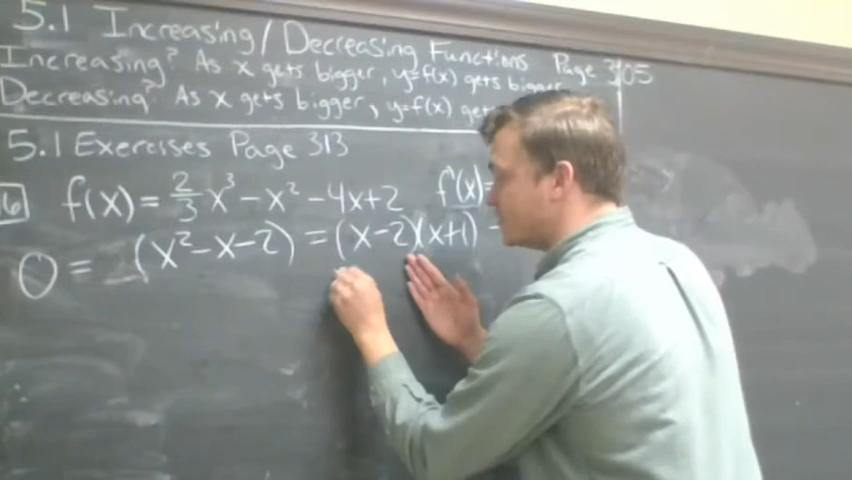 5.1 Increasing/Decreasing Functions Page 305
Increasing? As x gets bigger, y=f(x) gets bigger
Decreasing? As x gets bigger, y=f(x) gets
5.1 Exercises Page 313
16 f(x) = 2/3 x³ - x² - 4x + 2 f'(x) =
0 = (x² - x - 2) = (x - 2)(x + 1)